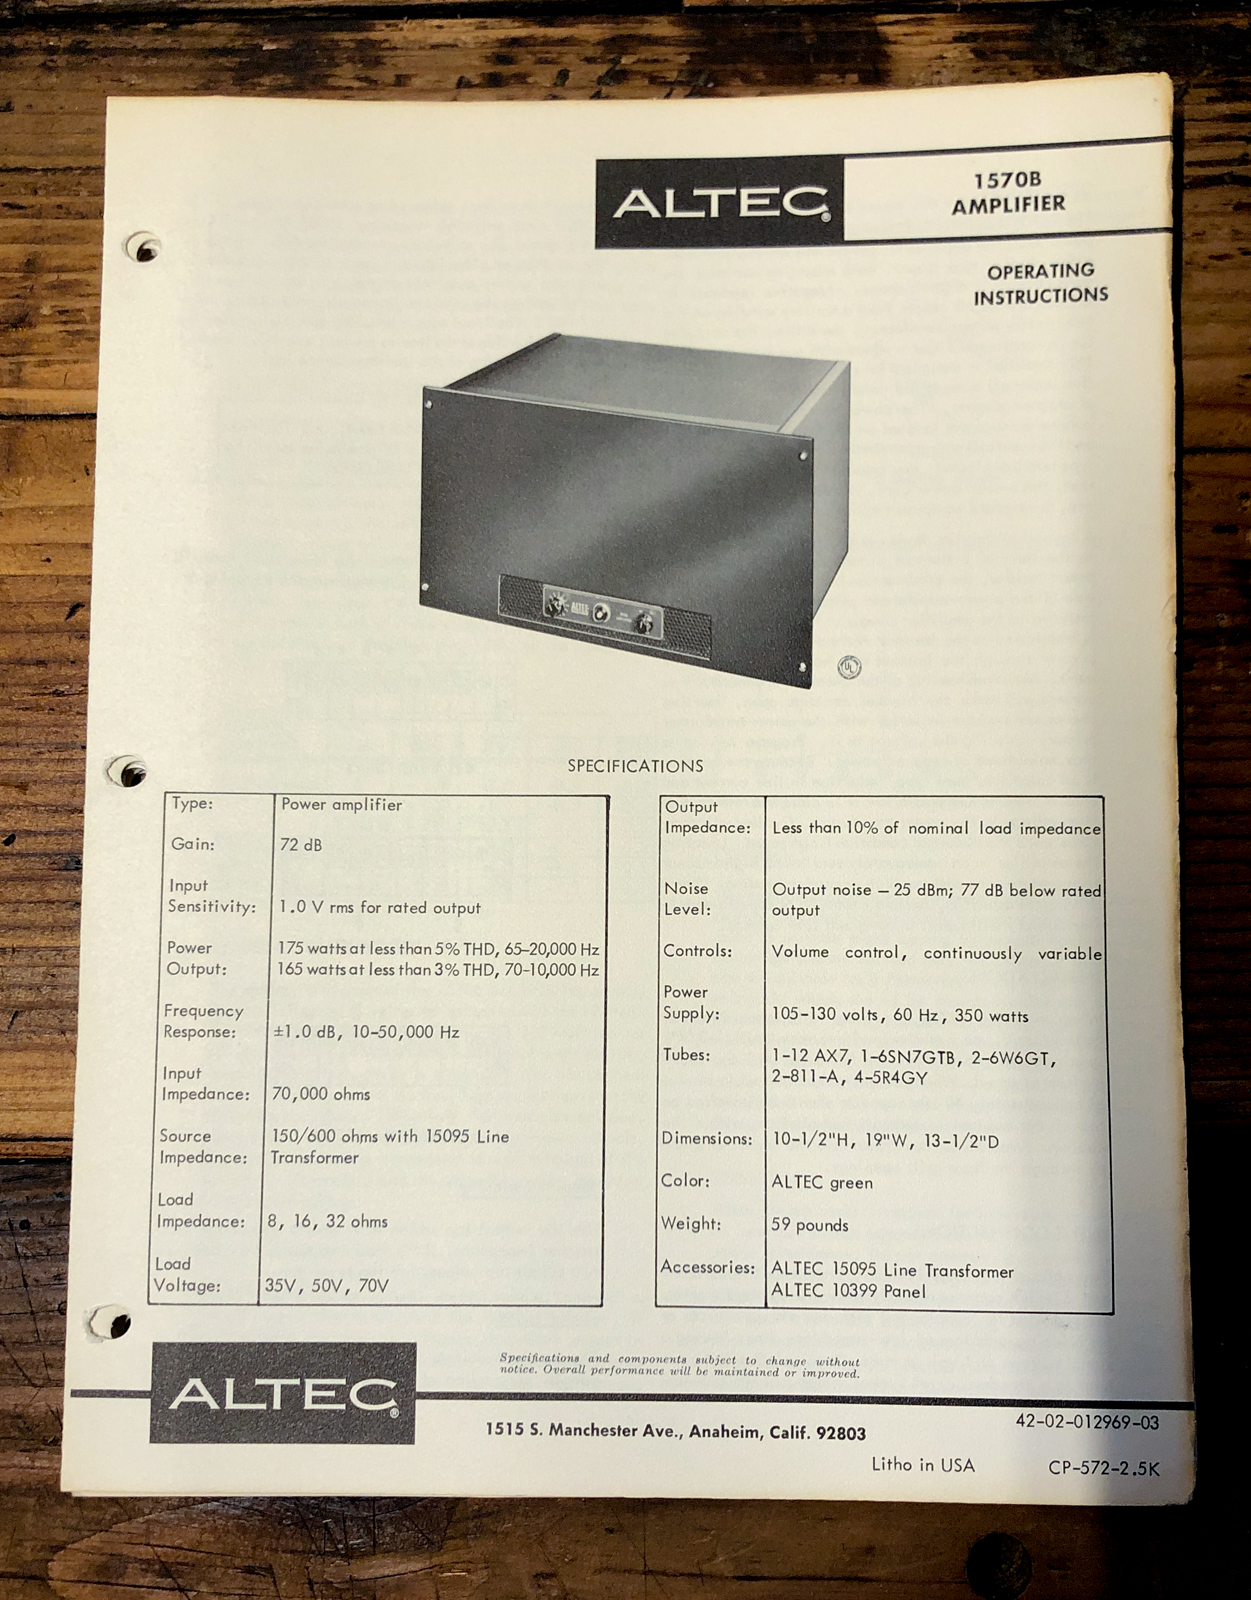 ALTEC®
1570B
AMPLIFIER
OPERATING
INSTRUCTIONS
ALTEC
UL
SPECIFICATIONS
Type: Power amplifier
Gain: 72 dB
Input
Sensitivity: 1.0 V rms for rated output
Power 175 watts at less than 5% THD, 65–20,000 Hz
Output: 165 watts at less than 3% THD, 70-10,000 Hz
Frequency
Response: ±1.0 dB, 10–50,000 Hz
Input
Impedance: 70,000 ohms
Source 150/600 ohms with 15095 Line
Impedance: Transformer
Load
Impedance: 8, 16, 32 ohms
Load
Voltage: 35V, 50V, 70V
Output
Impedance: Less than 10% of nominal load impedance
Noise Output noise – 25 dBm; 77 dB below rated
Level: output
Controls: Volume control, continuously variable
Power
Supply: 105-130 volts, 60 Hz, 350 watts
Tubes: 1-12 AX7, 1-6SN7GTB, 2-6W6GT,
2-811-A, 4-5R4GY
Dimensions: 10-1/2"H, 19"W, 13-1/2"D
Color: ALTEC green
Weight: 59 pounds
Accessories: ALTEC 15095 Line Transformer
ALTEC 10399 Panel
Specifications and components subject to change without
notice. Overall performance will be maintained or improved.
ALTEC®
1515 S. Manchester Ave., Anaheim, Calif. 92803
42-02-012969-03
Litho in USA
CP-572-2.5K